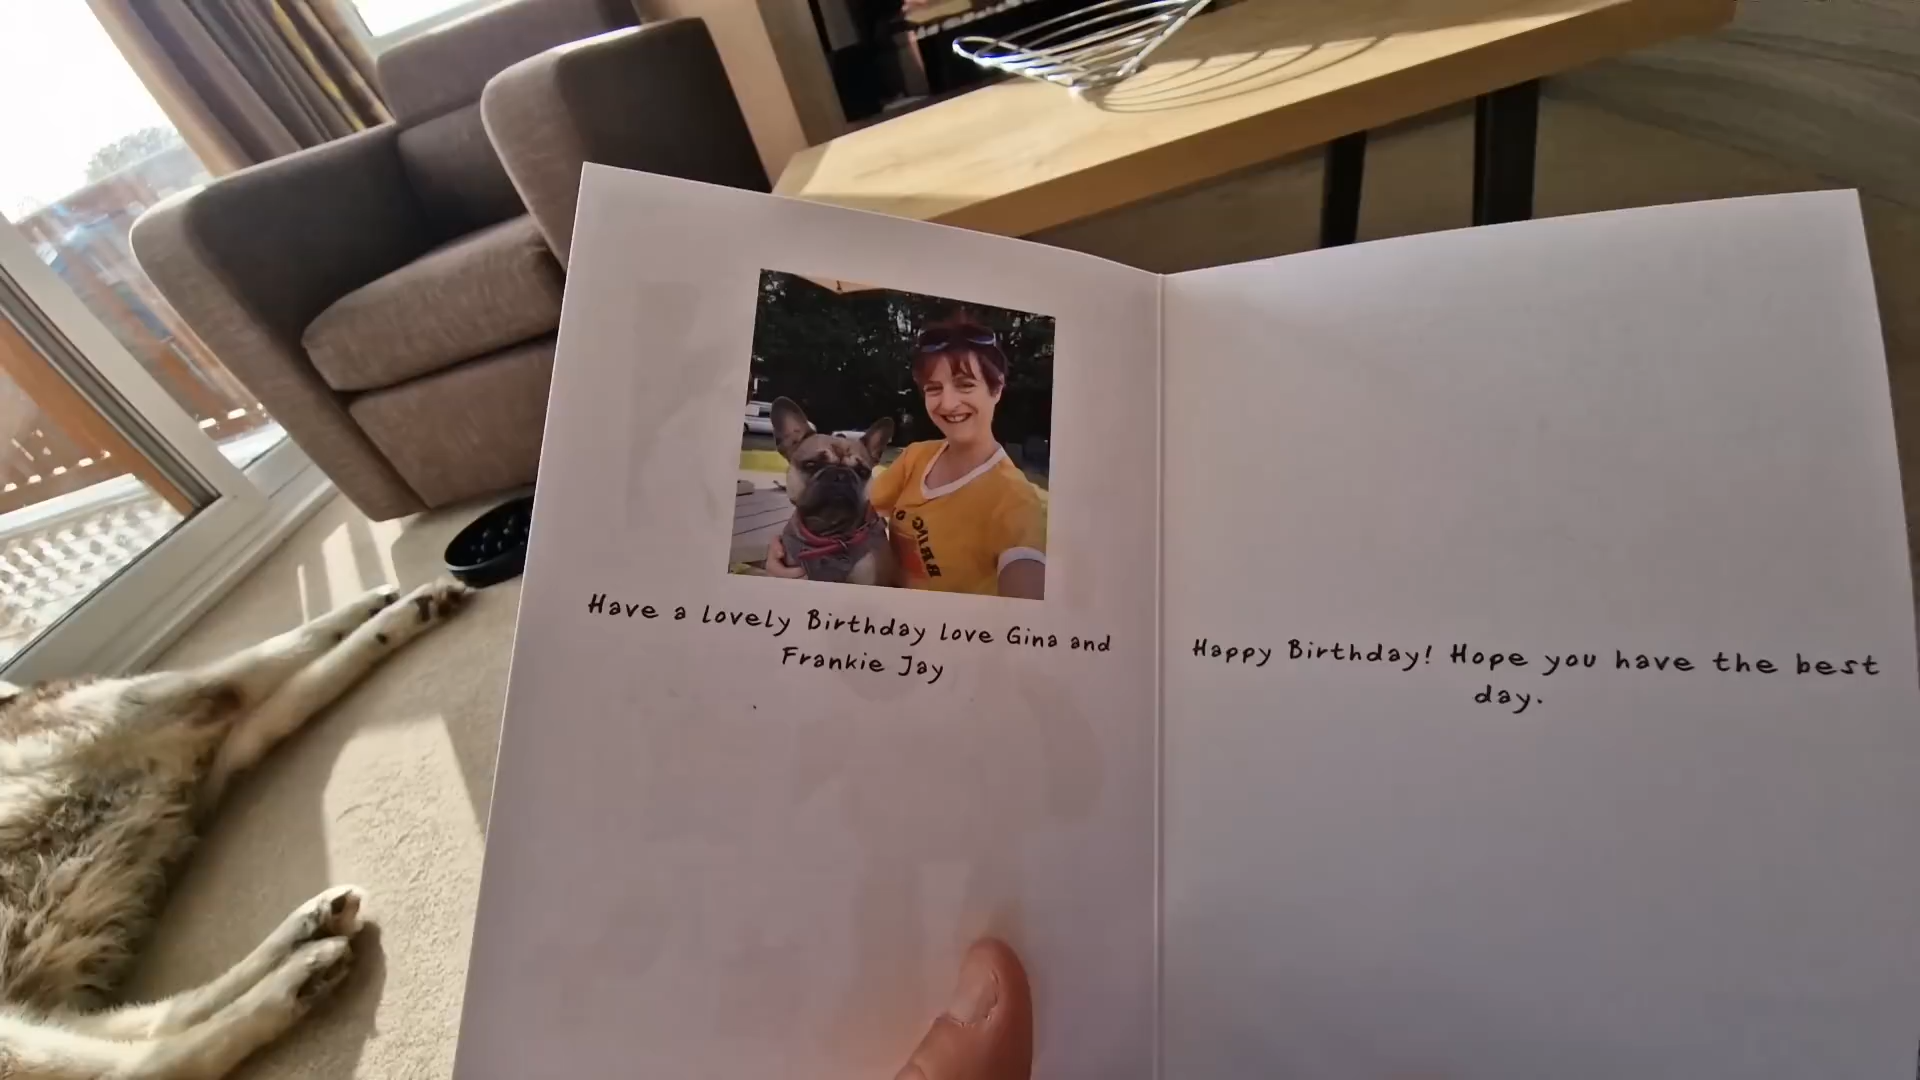 Have a lovely Birthday love Gina and
Frankie Jay
Happy Birthday! Hope you have the best
day.